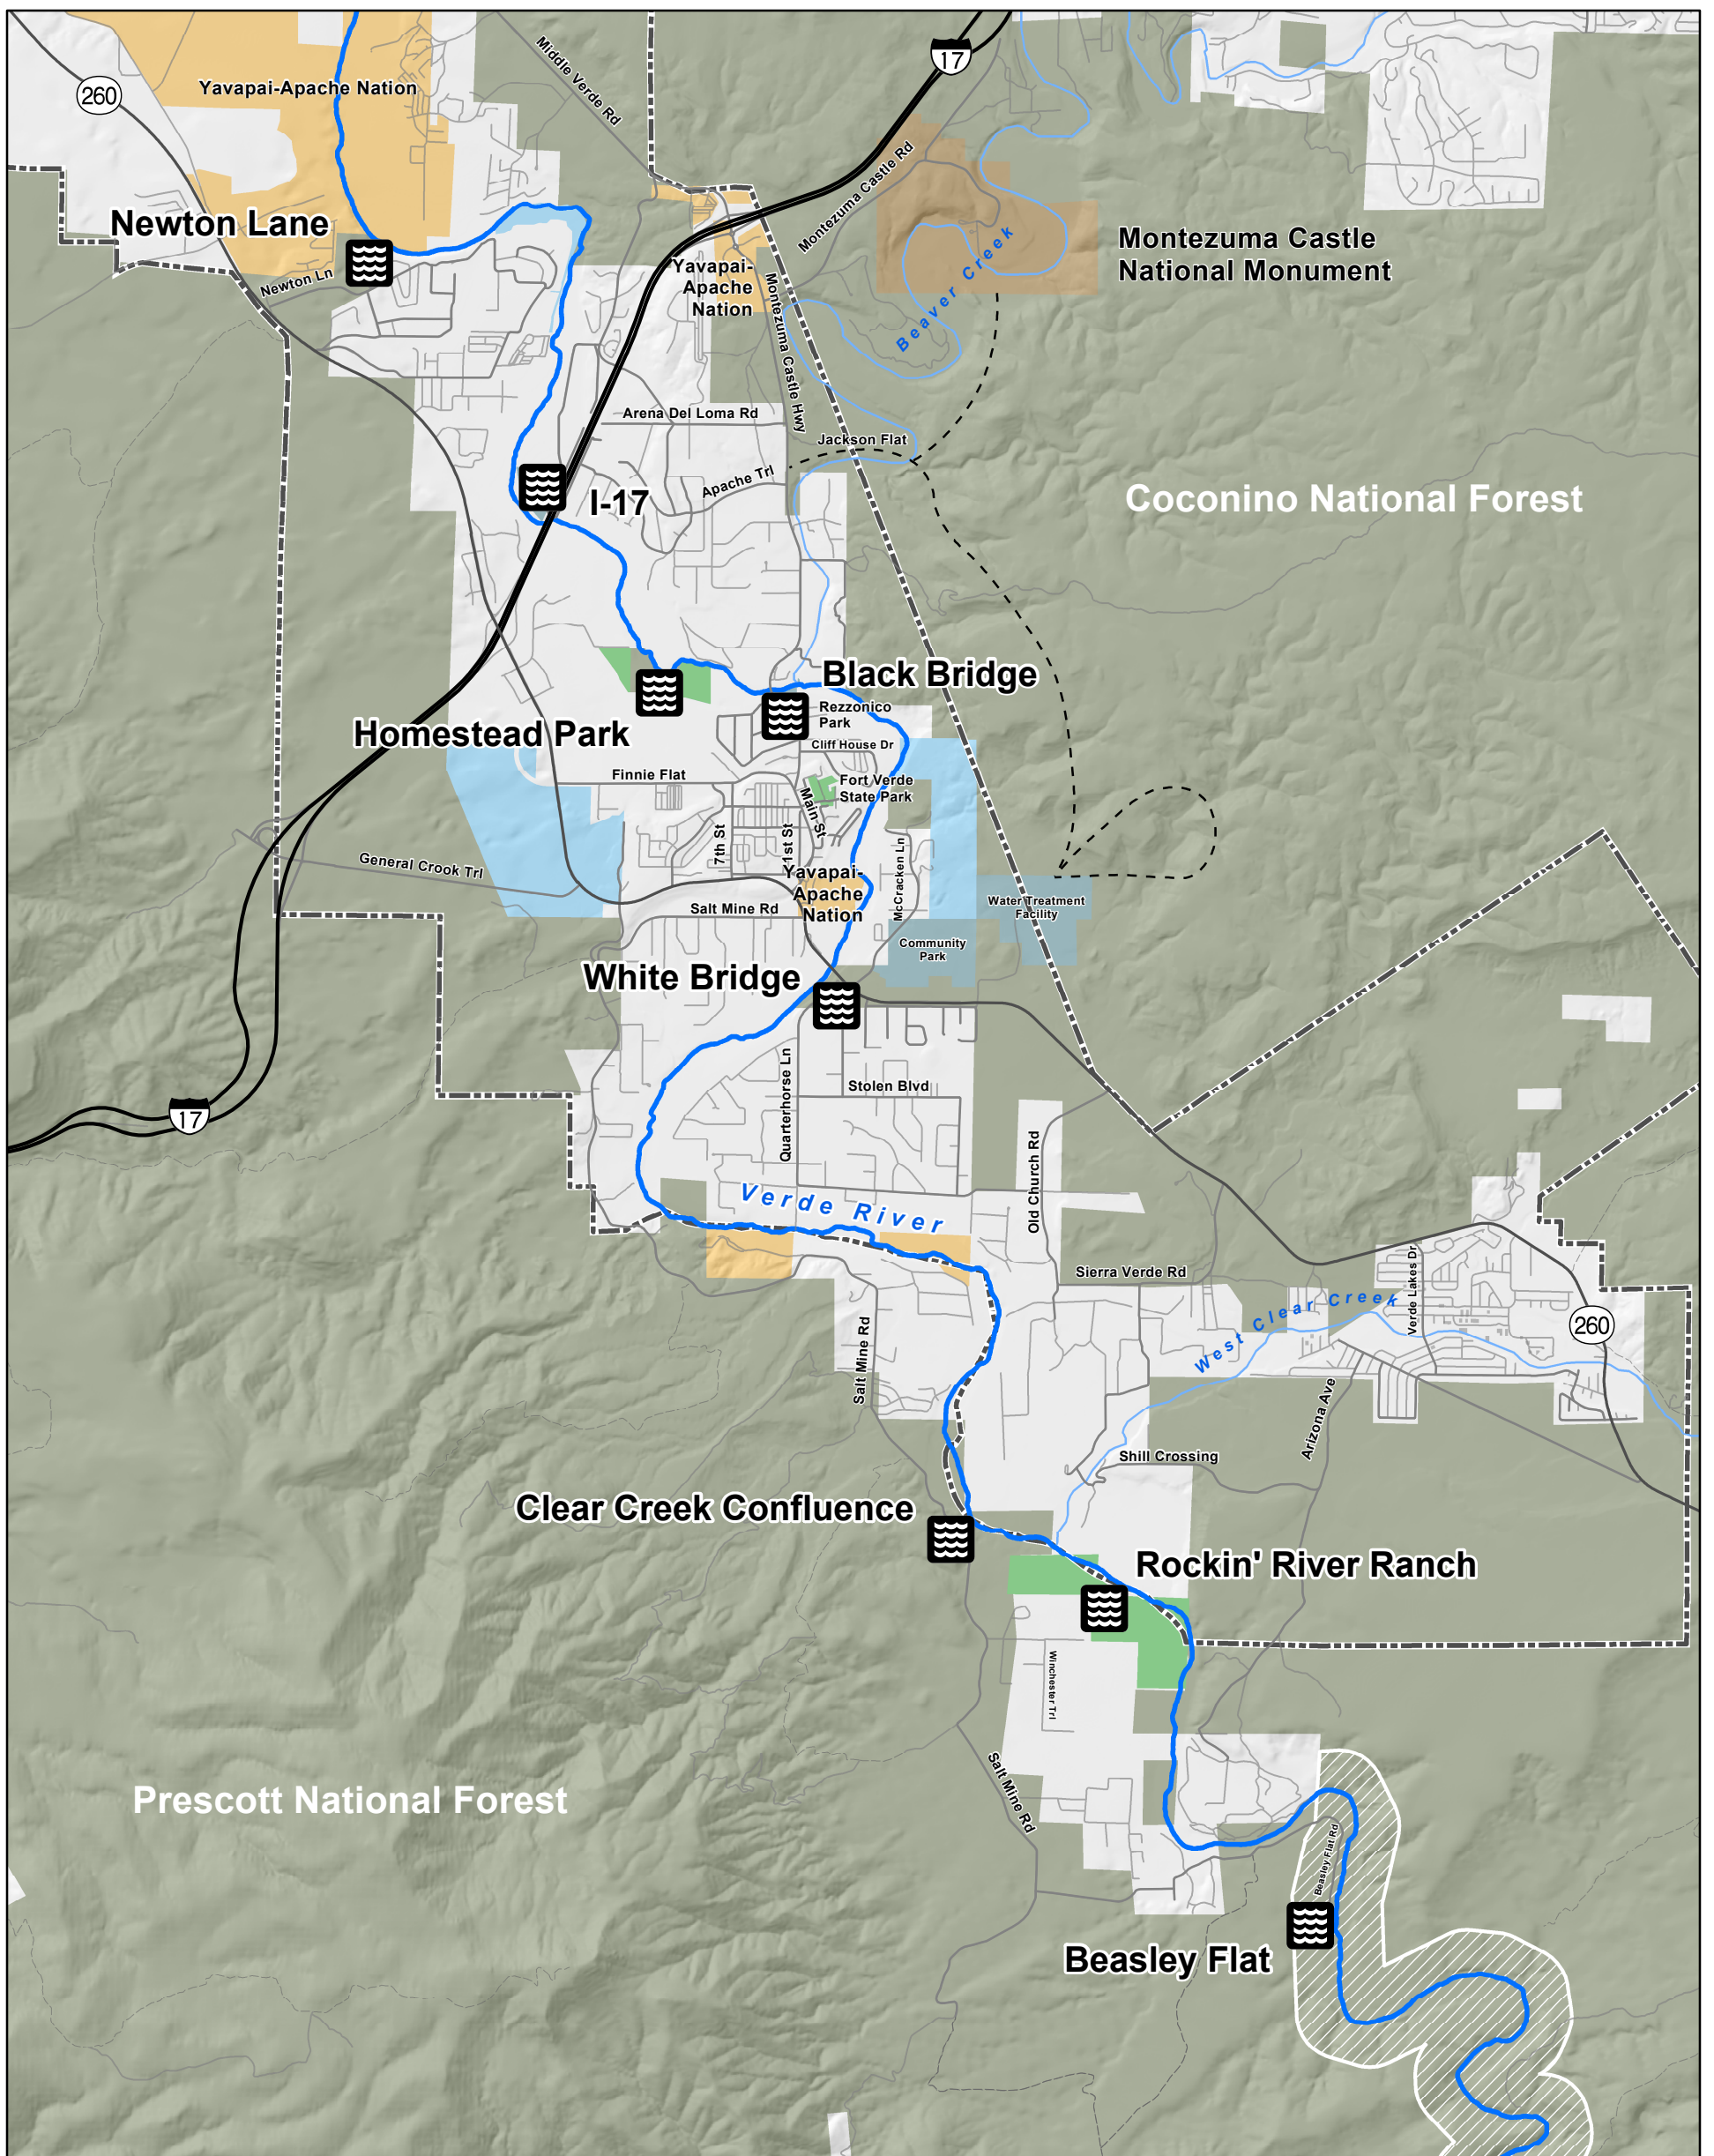 17
Middle Verde Rd
260
Yavapai-Apache Nation
Montezuma Castle Rd
Newton Lane
Newton Ln
Yavapai-
Apache
Nation
Montezuma Castle Hwy
Beaver Creek
Montezuma Castle
National Monument
Arena Del Loma Rd
Jackson Flat
Apache Trl
I-17
Coconino National Forest
Black Bridge
Rezzonico
Park
Homestead Park
Cliff House Dr
Finnie Flat
Fort Verde
State Park
Main St
7th St
1st St
General Crook Trl
McCracken Ln
Yavapai-
Apache
Nation
Salt Mine Rd
Water Treatment
Facility
Community
Park
White Bridge
Quarterhorse Ln
Stolen Blvd
17
Old Church Rd
Verde River
Sierra Verde Rd
Verde Lakes Dr
West Clear Creek
260
Salt Mine Rd
Arizona Ave
Shill Crossing
Clear Creek Confluence
Rockin' River Ranch
Winchester Trl
Salt Mine Rd
Prescott National Forest
Beasley Flat Rd
Beasley Flat